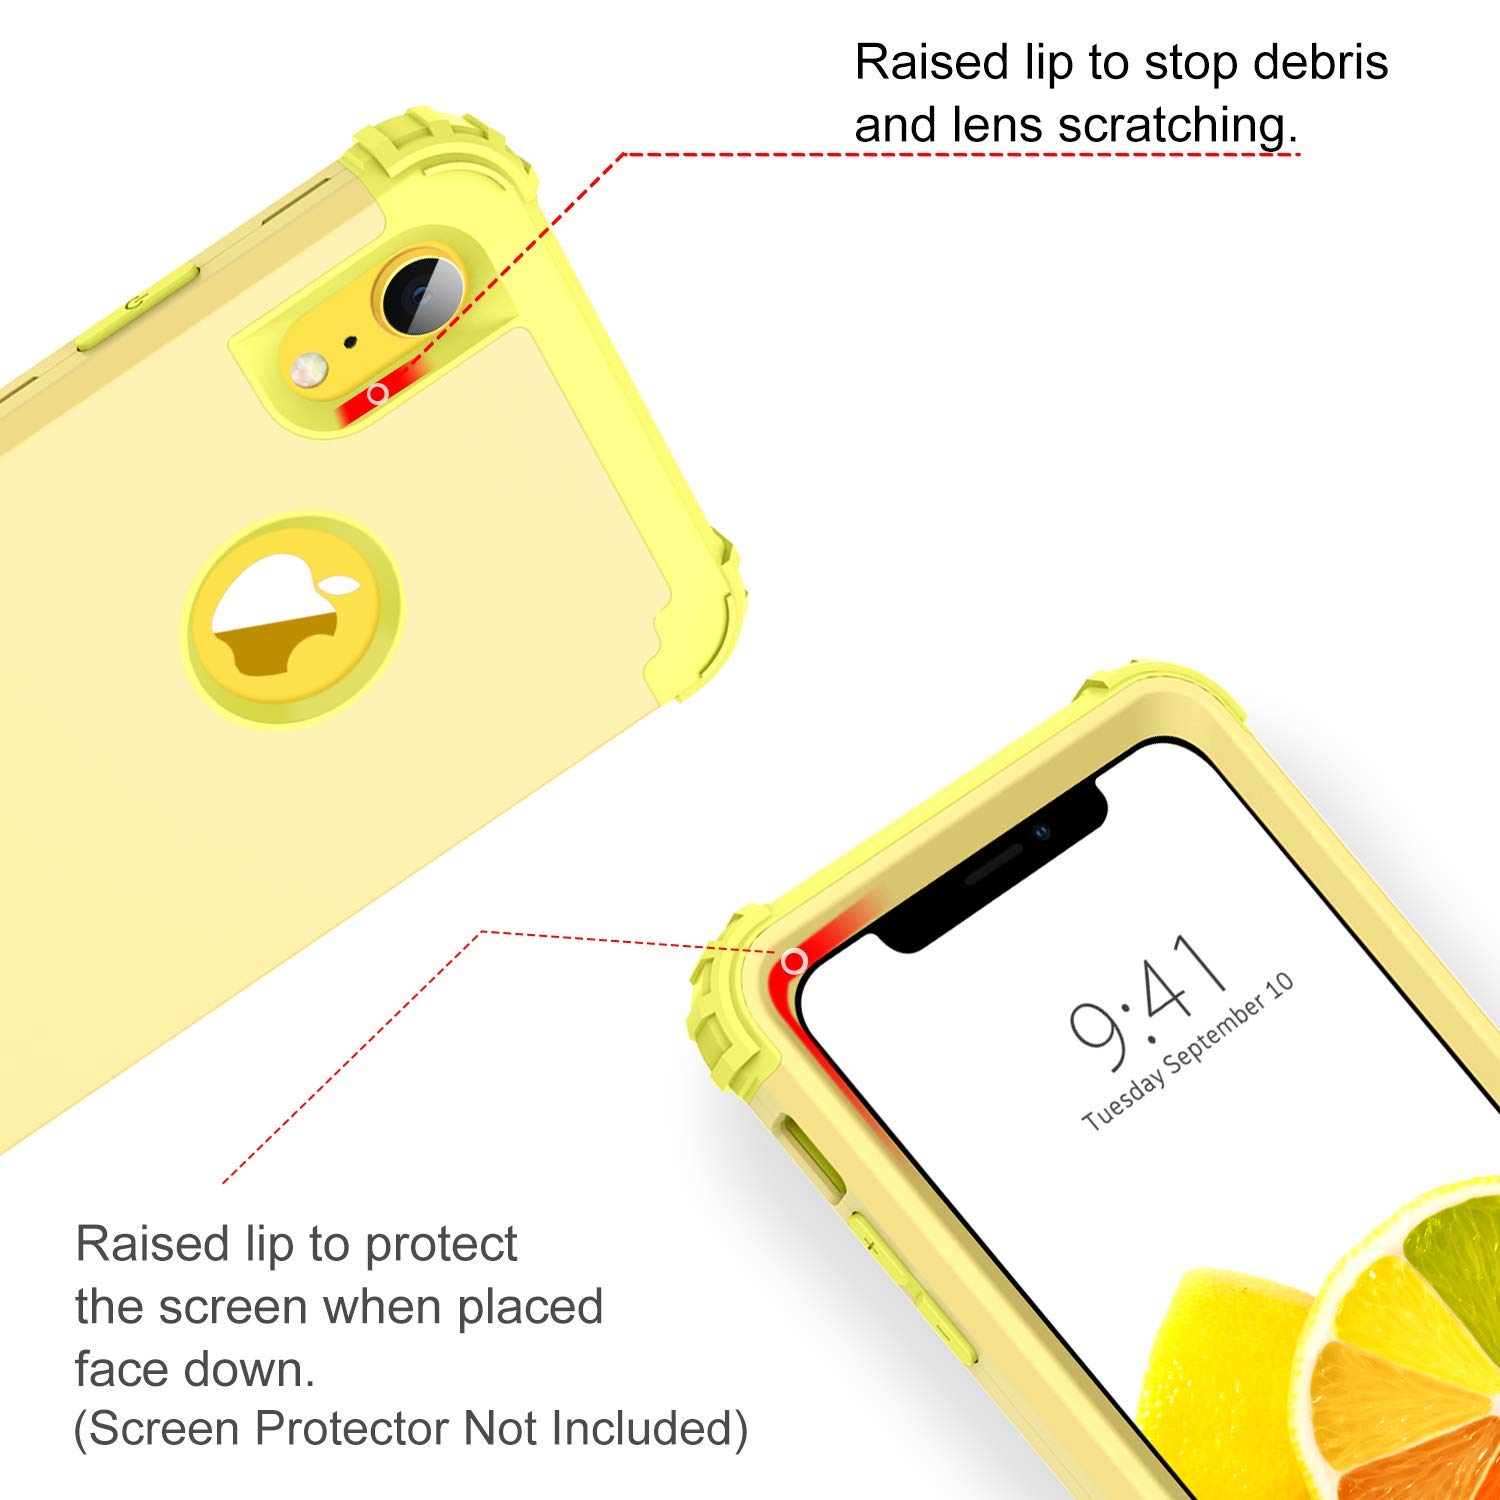 Raised lip to stop debris
and lens scratching.
9:41
Tuesday September 10
Raised lip to protect
the screen when placed
face down.
(Screen Protector Not Included)